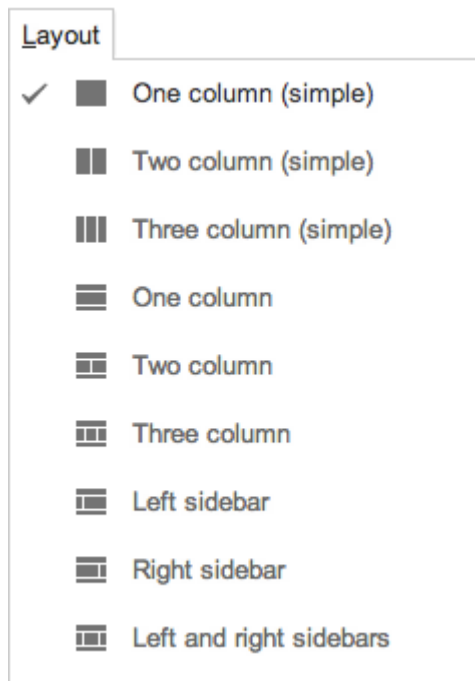 Layout
One column (simple)
Two column (simple)
Three column (simple)
One column
Two column
Three column
Left sidebar
Right sidebar
Left and right sidebars